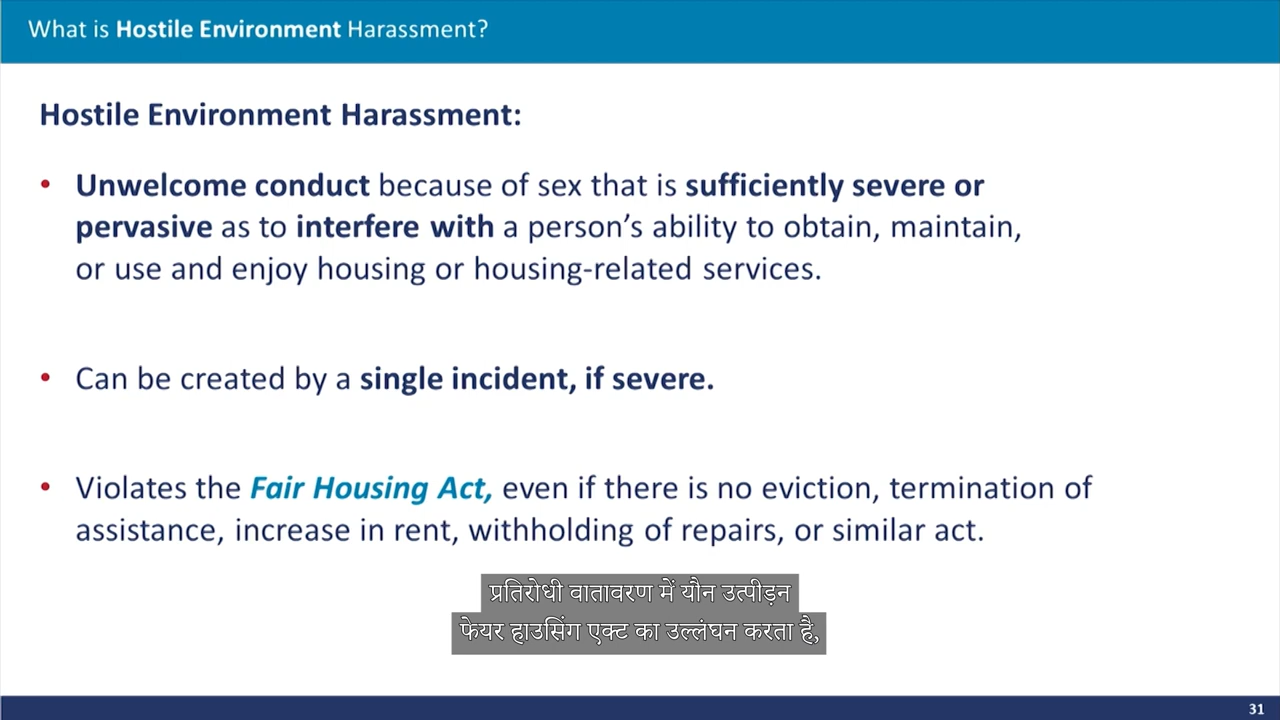 What is Hostile Environment Harassment?
Hostile Environment Harassment:
• Unwelcome conduct because of sex that is sufficiently severe or
pervasive as to interfere with a person’s ability to obtain, maintain,
or use and enjoy housing or housing-related services.
• Can be created by a single incident, if severe.
• Violates the Fair Housing Act, even if there is no eviction, termination of
assistance, increase in rent, withholding of repairs, or similar act.
प्रतिरोधी वातावरण में यौन उत्पीड़न
फेयर हाउसिंग एक्ट का उल्लंघन करता है,
31